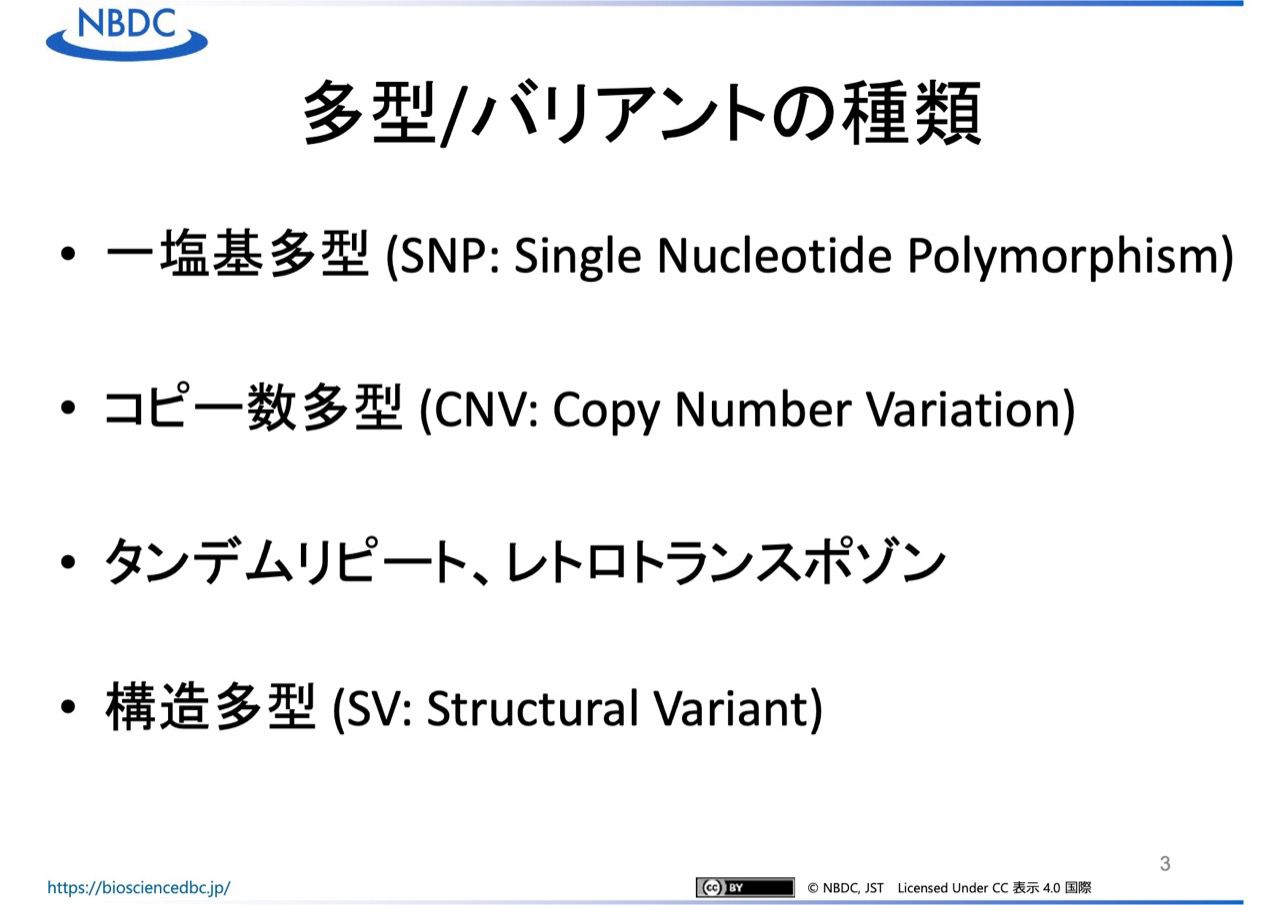 NBDC
多型/バリアントの種類
• 一塩基多型 (SNP: Single Nucleotide Polymorphism)
• コピー数多型 (CNV: Copy Number Variation)
• タンデムリピート、レトロトランスポゾン
• 構造多型 (SV: Structural Variant)
3
https://biosciencedbc.jp/
cc BY © NBDC, JST Licensed Under CC 表示 4.0 国際